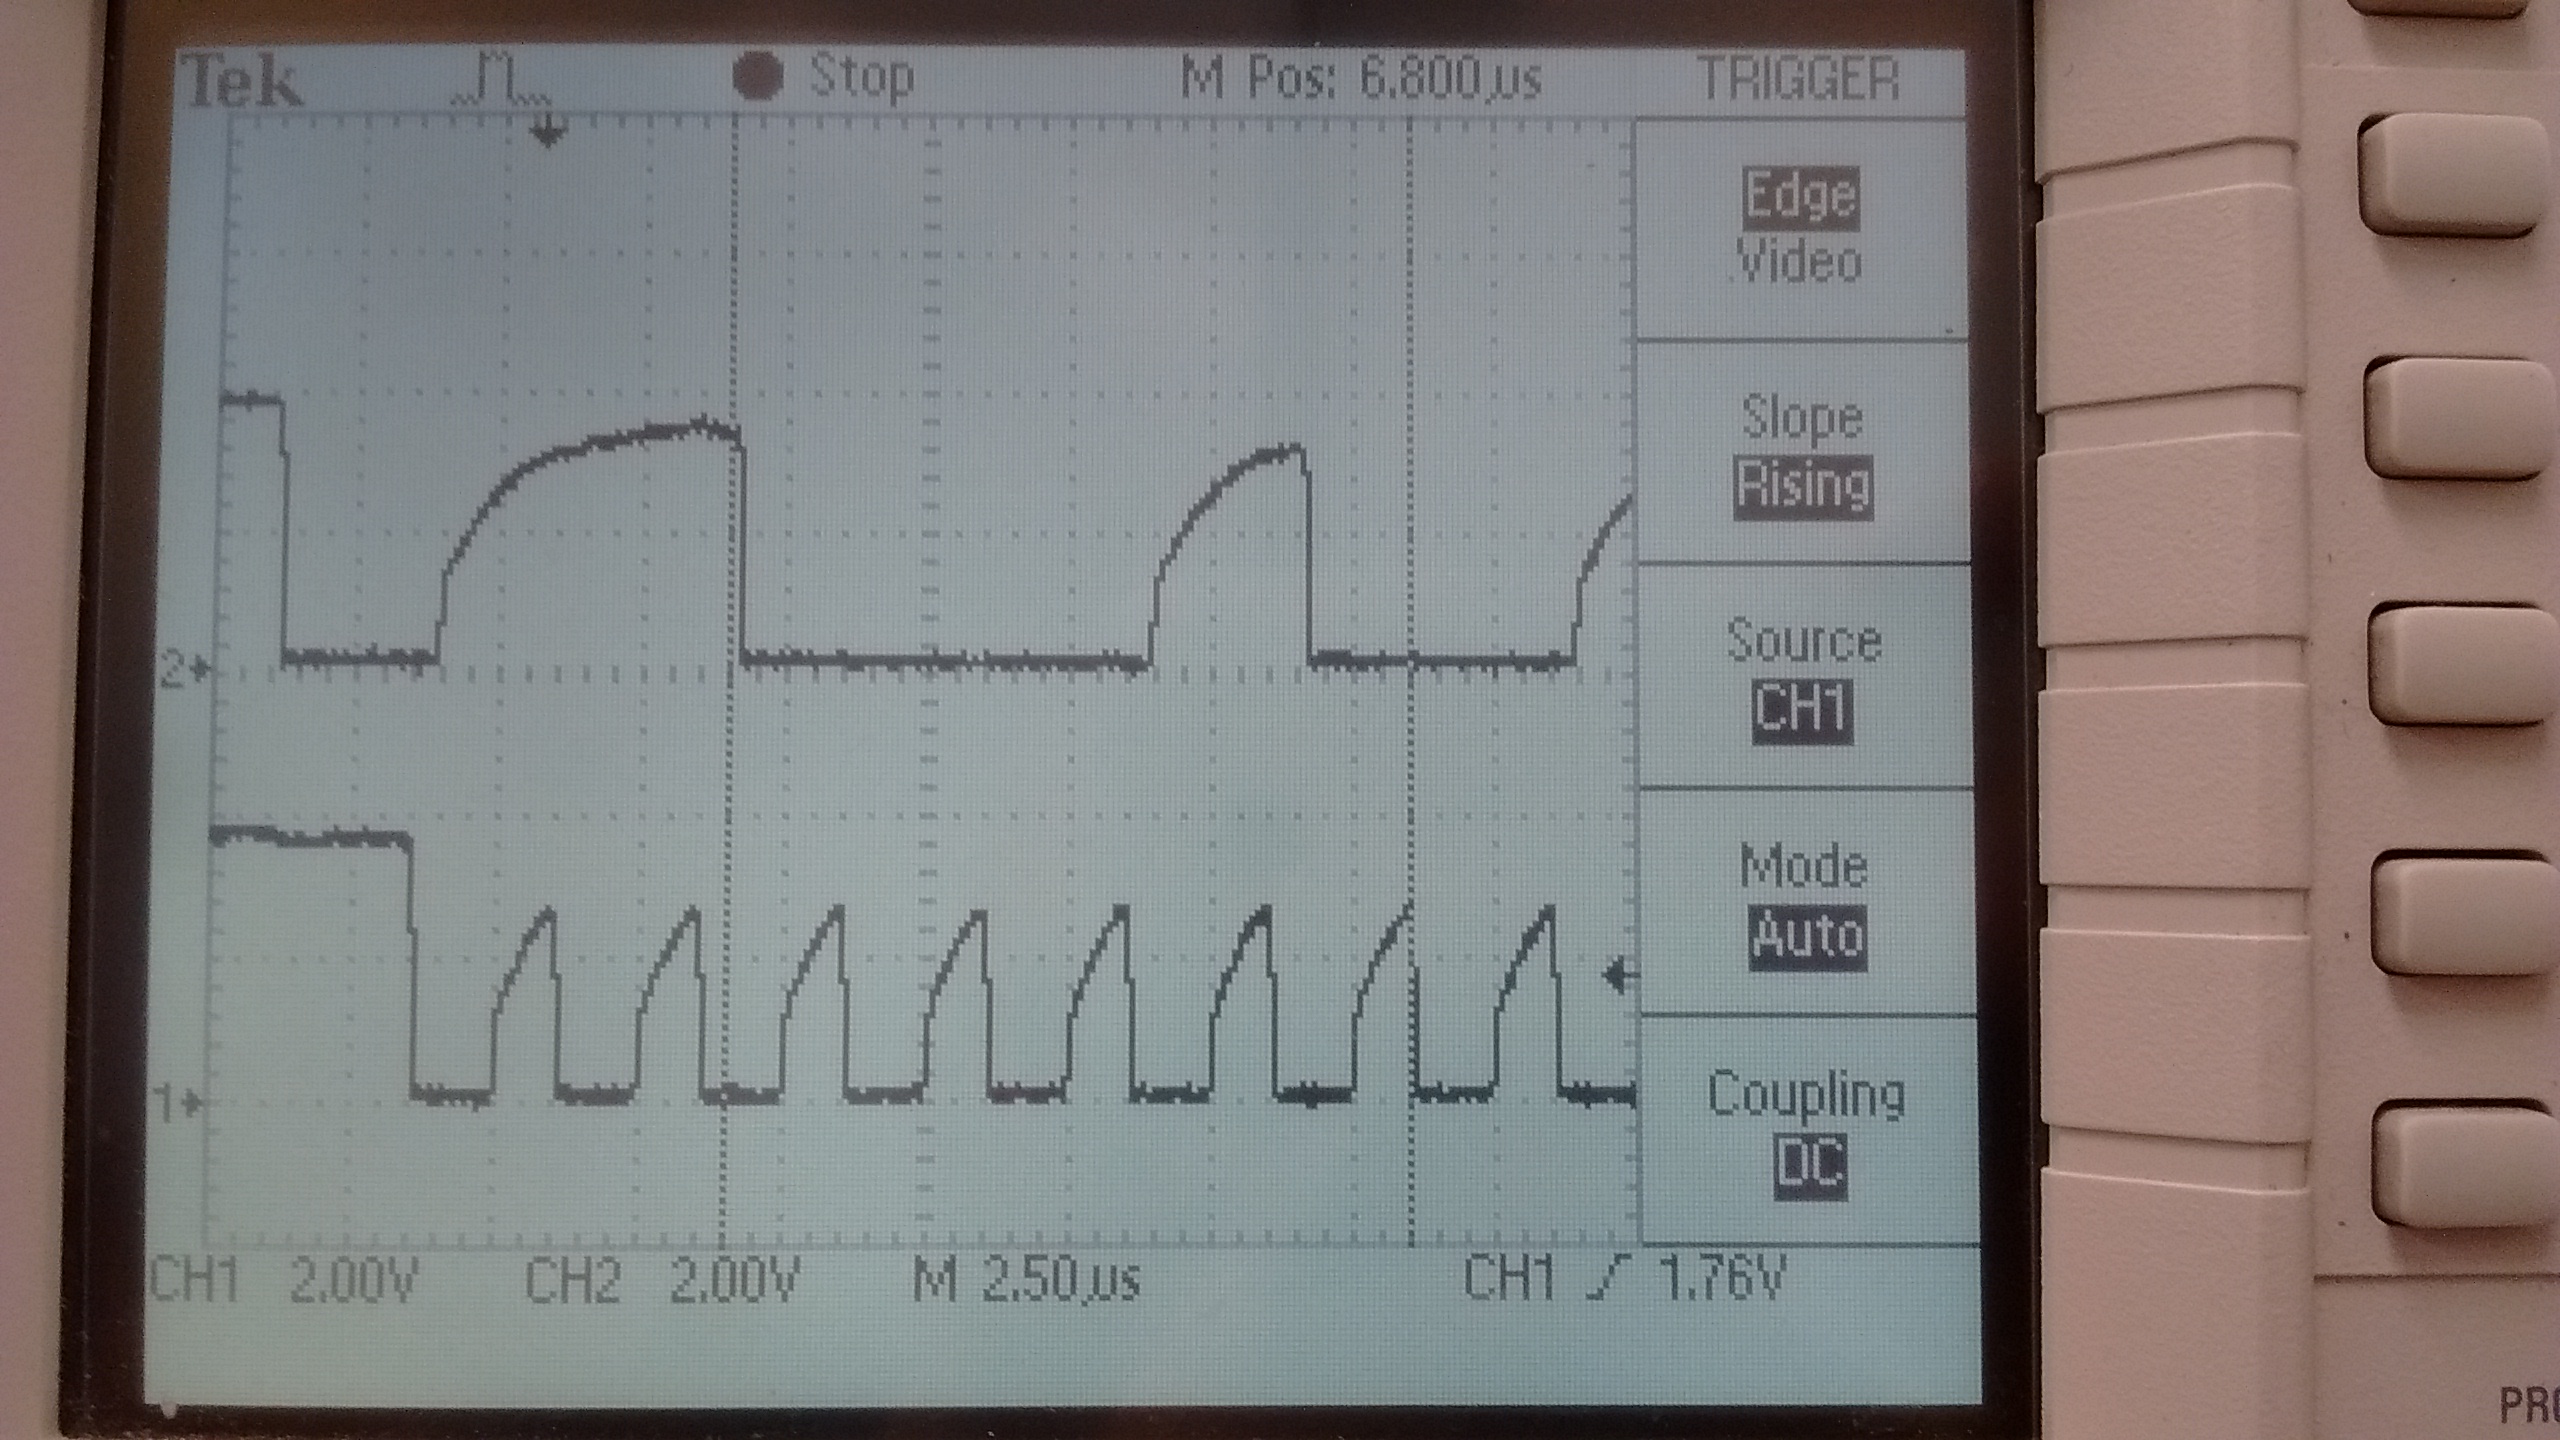 Tek Stop M Pos: 6.800µs TRIGGER
Edge
Video
Slope
Rising
Source
CH1
Mode
Auto
Coupling
DC
2
1
CH1 2.00V CH2 2.00V M 2.50µs CH1 1.76V